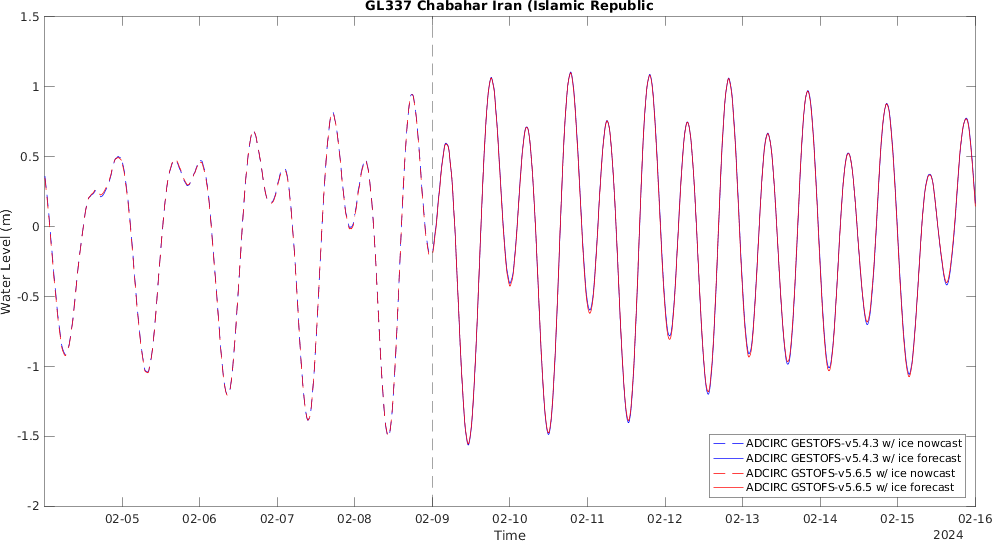 GL337 Chabahar Iran (Islamic Republic
1.5
1
0.5
0
-0.5
-1
-1.5
-2
Water Level (m)
02-05 02-06 02-07 02-08 02-09 02-10 02-11 02-12 02-13 02-14 02-15 02-16
Time
2024
ADCIRC GESTOFS-v5.4.3 w/ ice nowcast
ADCIRC GESTOFS-v5.4.3 w/ ice forecast
ADCIRC GSTOFS-v5.6.5 w/ ice nowcast
ADCIRC GSTOFS-v5.6.5 w/ ice forecast